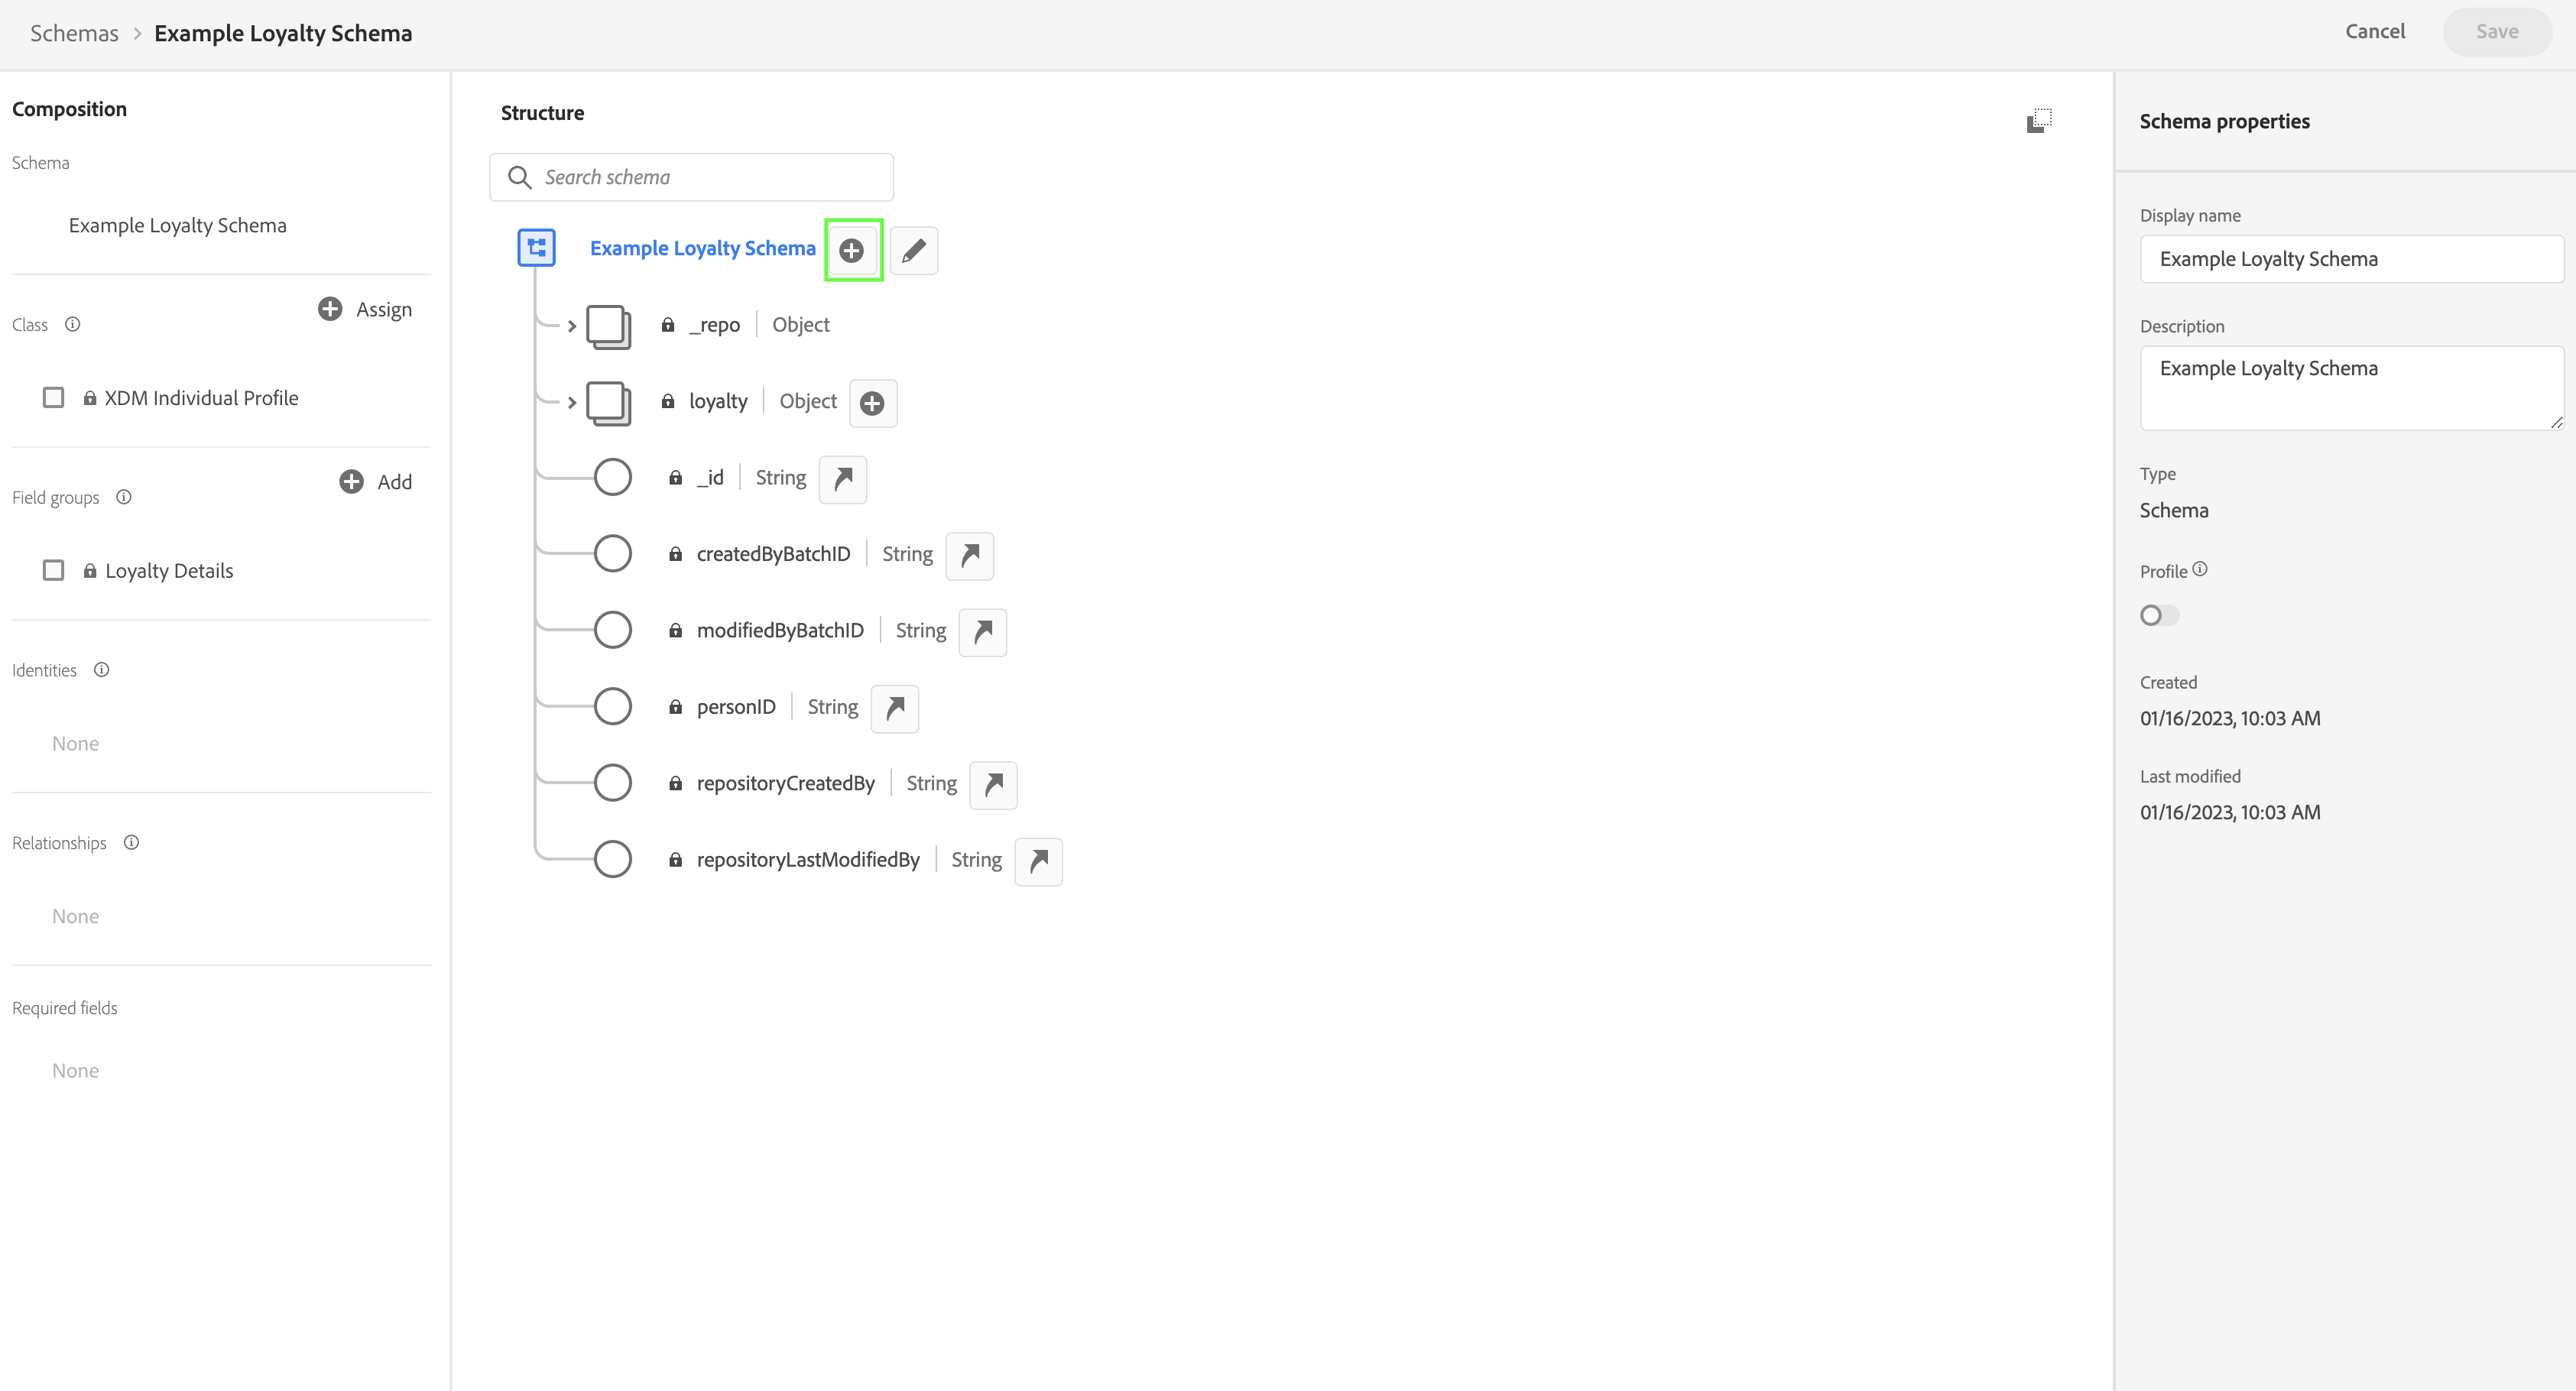 Schemas > Example Loyalty Schema
Cancel
Save
Composition
Schema
Example Loyalty Schema
Class
Assign
XDM Individual Profile
Field groups
Add
Loyalty Details
Identities
None
Relationships
None
Required fields
None
Structure
Search schema
Example Loyalty Schema
_repo | Object
loyalty | Object
_id | String
createdByBatchID | String
modifiedByBatchID | String
personID | String
repositoryCreatedBy | String
repositoryLastModifiedBy | String
Schema properties
Display name
Example Loyalty Schema
Description
Example Loyalty Schema
Type
Schema
Profile
Created
01/16/2023, 10:03 AM
Last modified
01/16/2023, 10:03 AM